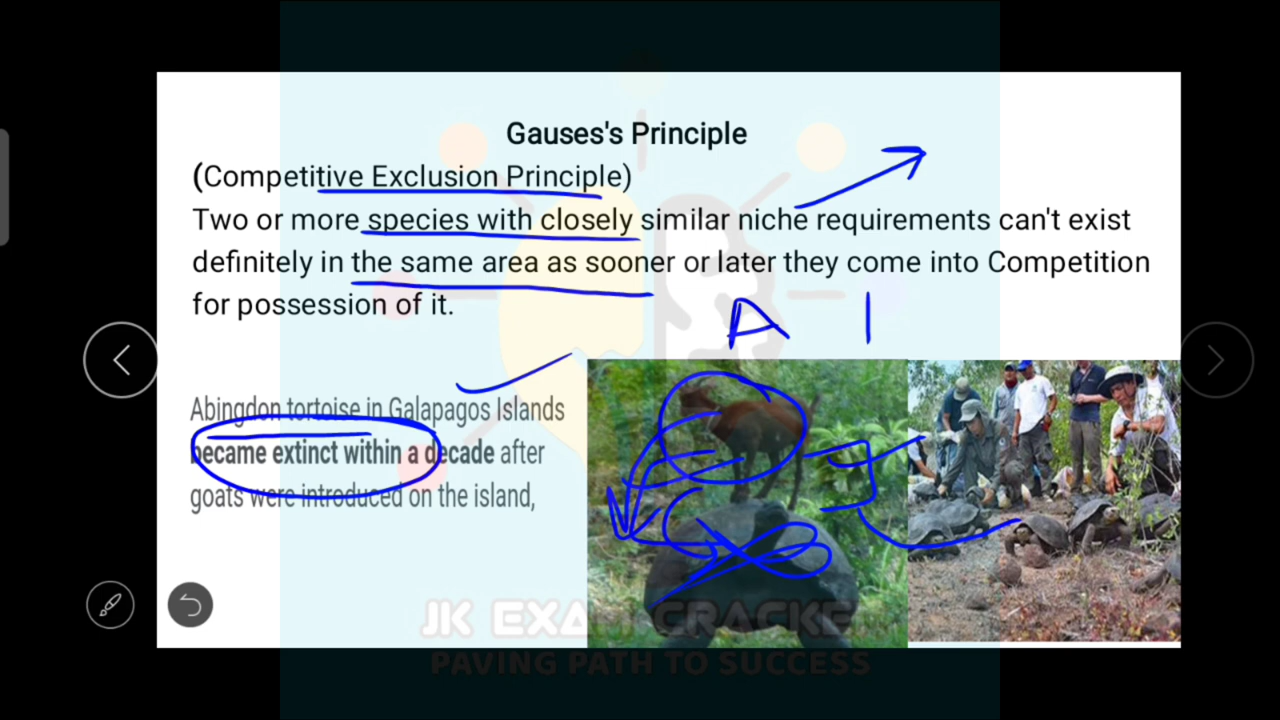 Gauses's Principle
(Competitive Exclusion Principle)
Two or more species with closely similar niche requirements can't exist
definitely in the same area as sooner or later they come into Competition
for possession of it.
A I
Abingdon tortoise in Galapagos Islands
became extinct within a decade after
goats were introduced on the island,
JK EXAM CRACKER
PAVING PATH TO SUCCESS